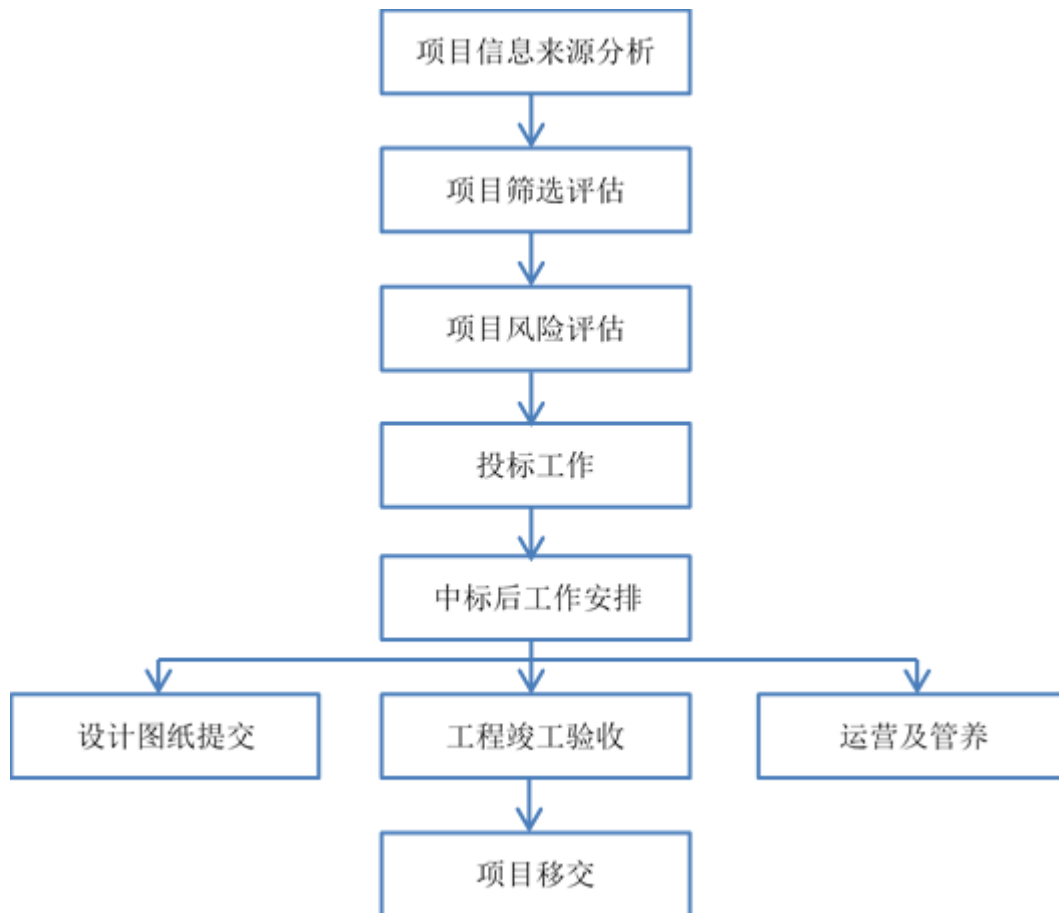 项目信息来源分析
项目筛选评估
项目风险评估
投标工作
中标后工作安排
设计图纸提交
工程竣工验收
运营及管养
项目移交